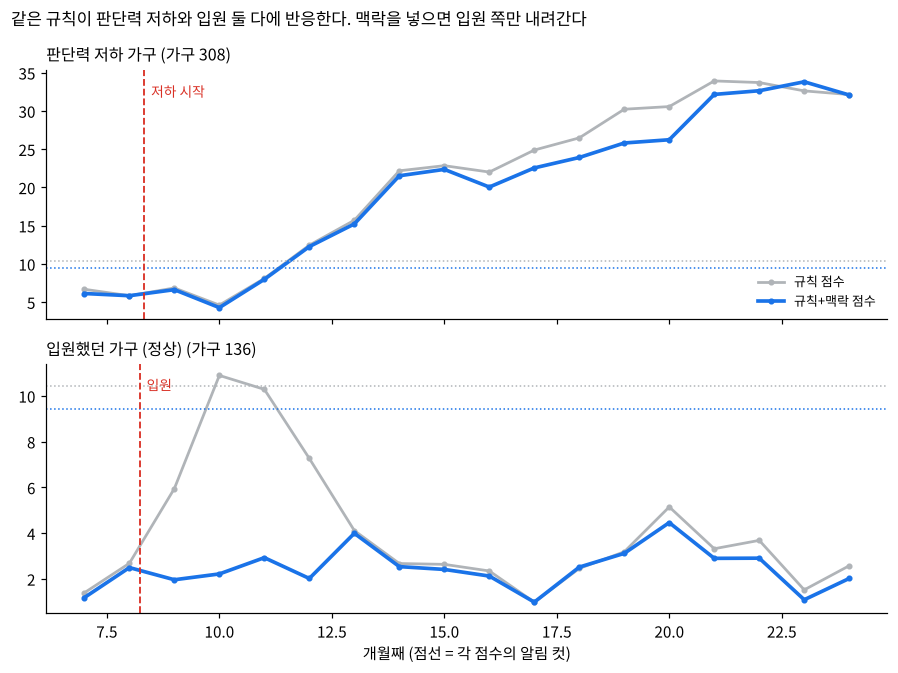 같은 규칙이 판단력 저하와 입원 둘 다에 반응한다. 맥락을 넣으면 입원 쪽만 내려간다
판단력 저하 가구 (가구 308)
35
30
25
20
15
10
5
저하 시작
규칙 점수
규칙+맥락 점수
입원했던 가구 (정상) (가구 136)
10
8
6
4
2
입원
7.5 10.0 12.5 15.0 17.5 20.0 22.5
개월째 (점선 = 각 점수의 알림 컷)